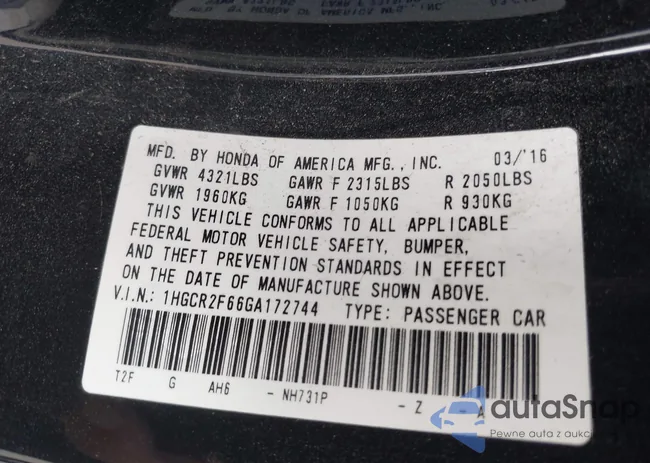 MFD. BY HONDA OF AMERICA MFG., INC. 03/'16
GVWR 4321LBS GAWR F 2315LBS R 2050LBS
GVWR 1960KG GAWR F 1050KG R 930KG
THIS VEHICLE CONFORMS TO ALL APPLICABLE
FEDERAL MOTOR VEHICLE SAFETY, BUMPER,
AND THEFT PREVENTION STANDARDS IN EFFECT
ON THE DATE OF MANUFACTURE SHOWN ABOVE.
V.I.N.: 1HGCR2F66GA172744 TYPE: PASSENGER CAR
T2F G AH6 - NH731P - Z A
autaSnap
Pewne auta z aukcji